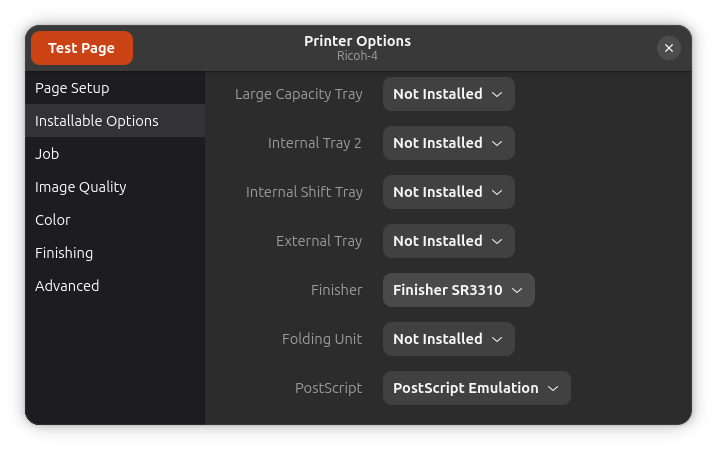 Test Page
Printer Options
Ricoh-4
Page Setup
Installable Options
Job
Image Quality
Color
Finishing
Advanced
Large Capacity Tray Not Installed
Internal Tray 2 Not Installed
Internal Shift Tray Not Installed
External Tray Not Installed
Finisher Finisher SR3310
Folding Unit Not Installed
PostScript PostScript Emulation